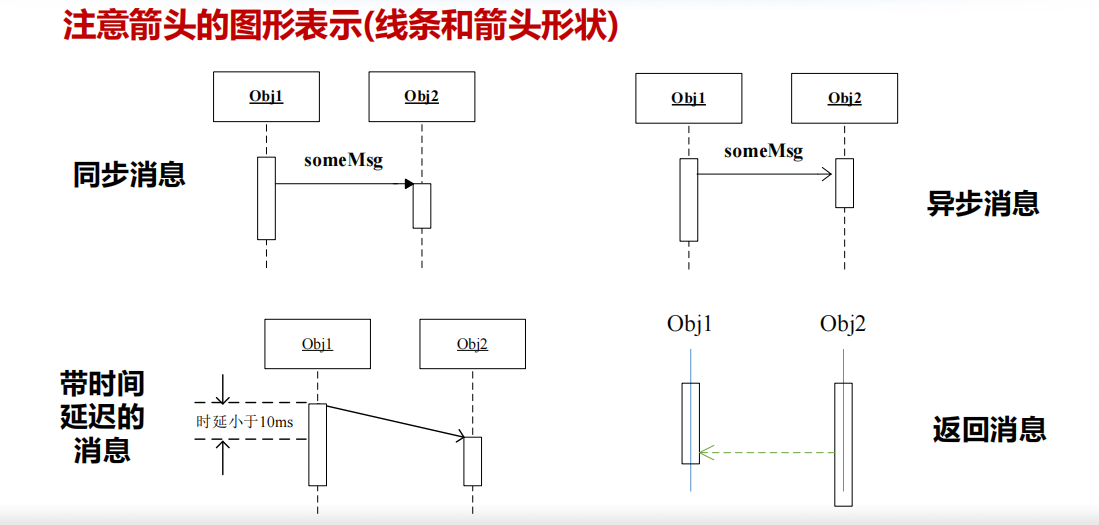 注意箭头的图形表示(线条和箭头形状)
Obj1
Obj2
someMsg
同步消息
Obj1
Obj2
someMsg
异步消息
Obj1
Obj2
带时间
延迟的
消息
时延小于10ms
Obj1
Obj2
返回消息